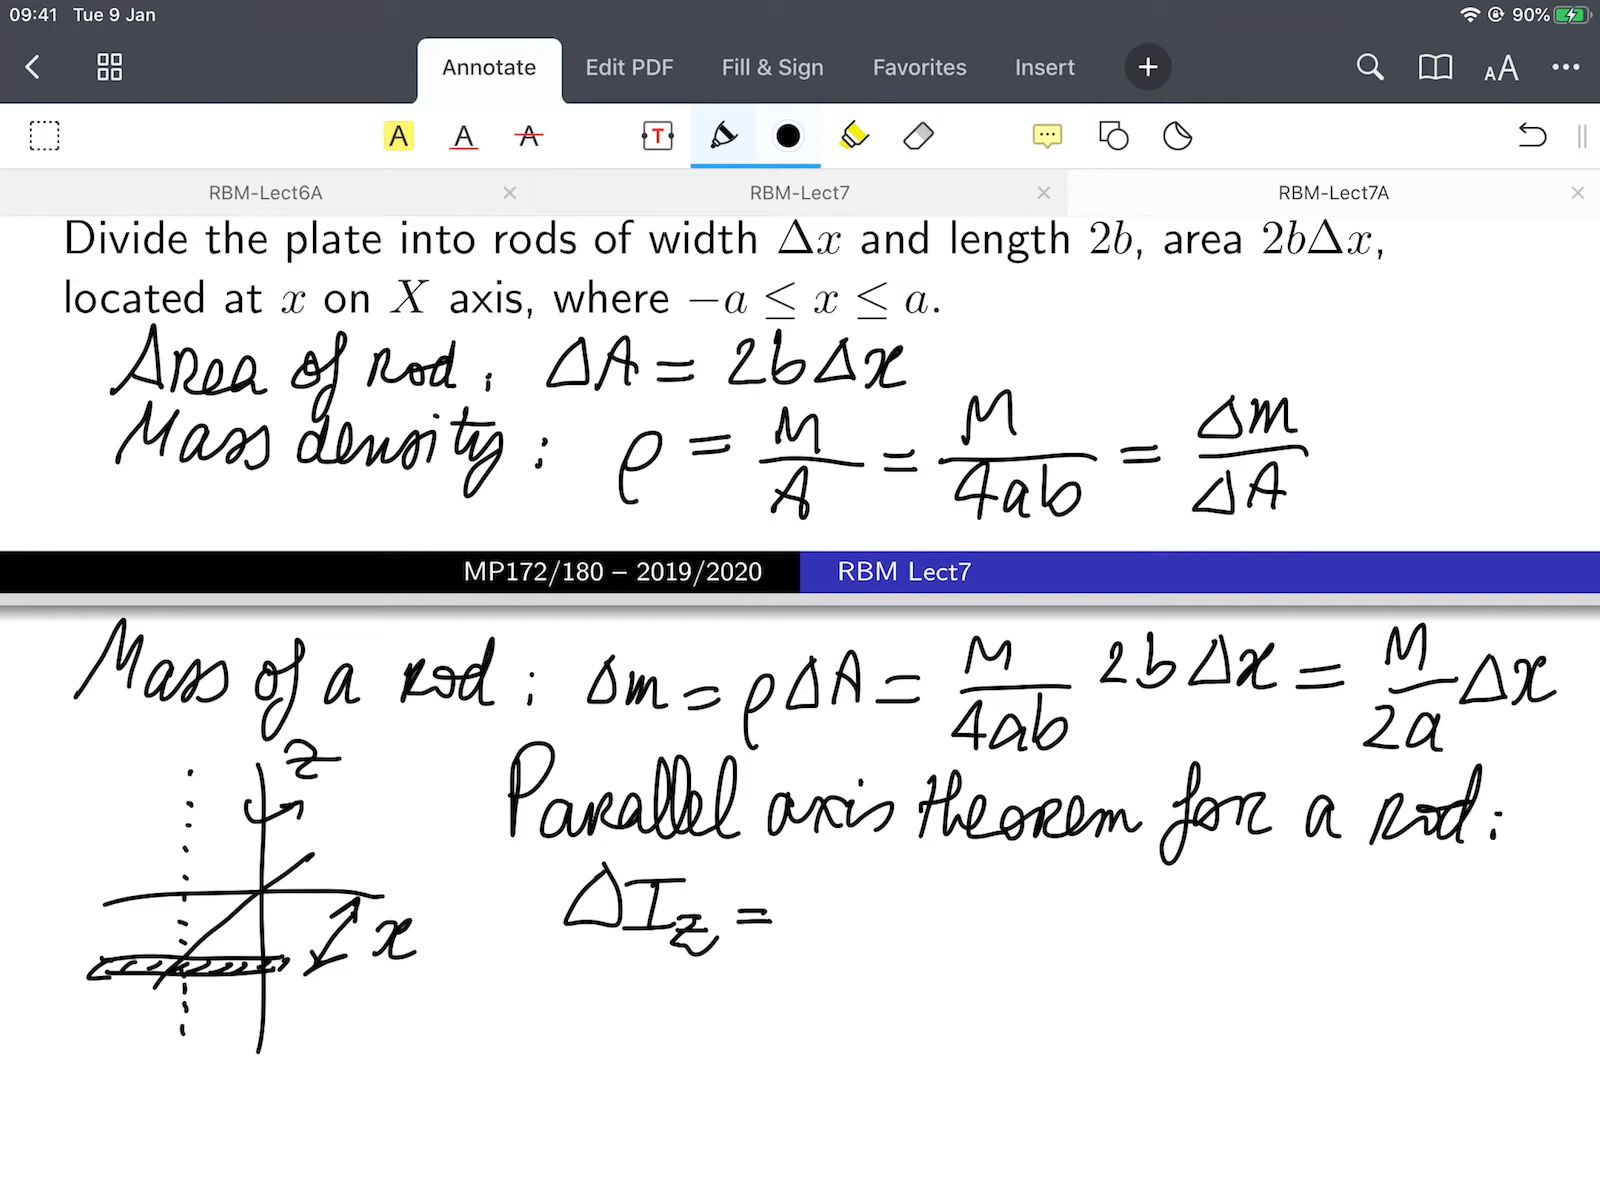 09:41 Tue 9 Jan 90%
Annotate Edit PDF Fill & Sign Favorites Insert + AA
A A A T
RBM-Lect6A × RBM-Lect7 × RBM-Lect7A ×
Divide the plate into rods of width Δx and length 2b, area 2bΔx,
located at x on X axis, where −a ≤ x ≤ a.
Area of rod: ΔA = 2bΔx
Mass density: ρ = M/A = M/4ab = Δm/ΔA
MP172/180 – 2019/2020 RBM Lect7
Mass of a rod: Δm = ρΔA = M/4ab 2bΔx = M/2a Δx
z
Parallel axis theorem for a rod:
x
ΔI_z =